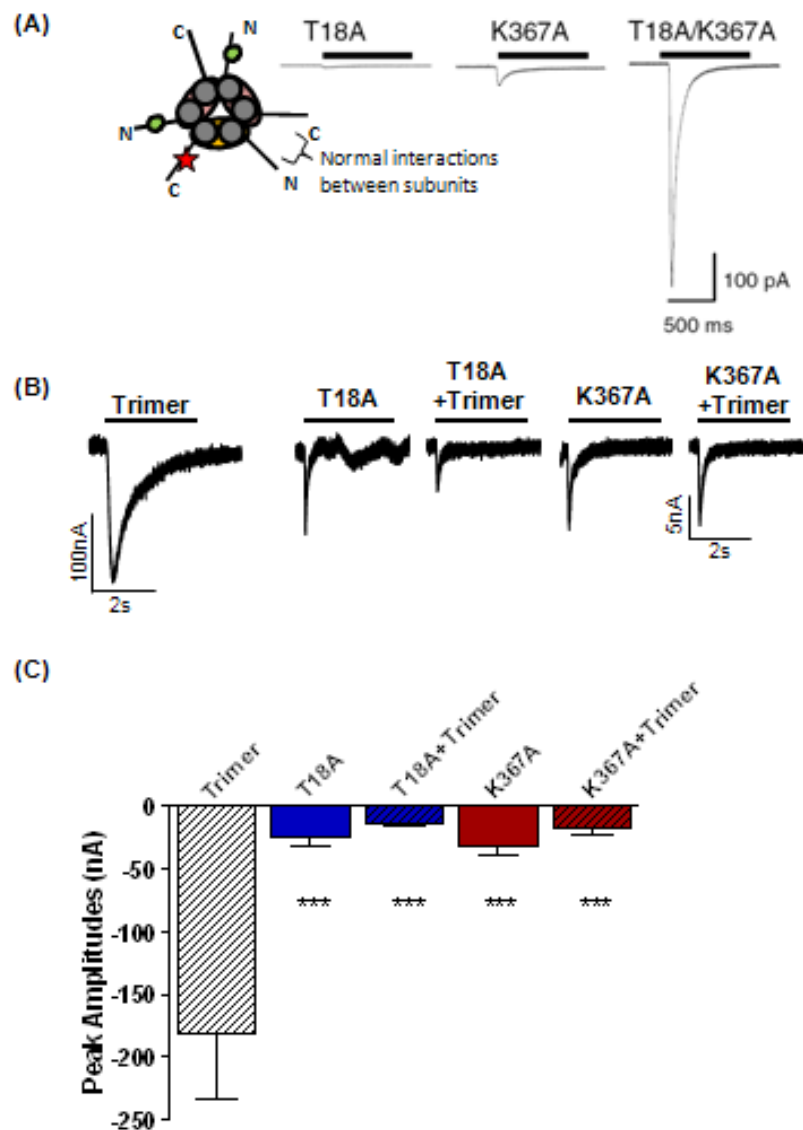 (A)
T18A
K367A
T18A/K367A
C
N
N
C
C
N
Normal interactions
between subunits
100 pA
500 ms
(B)
Trimer
T18A
T18A
+Trimer
K367A
K367A
+Trimer
100nA
2s
5nA
2s
(C)
Trimer
T18A
T18A+Trimer
K367A
K367A+Trimer
Peak Amplitudes (nA)
0
-50
-100
-150
-200
-250
***
***
***
***